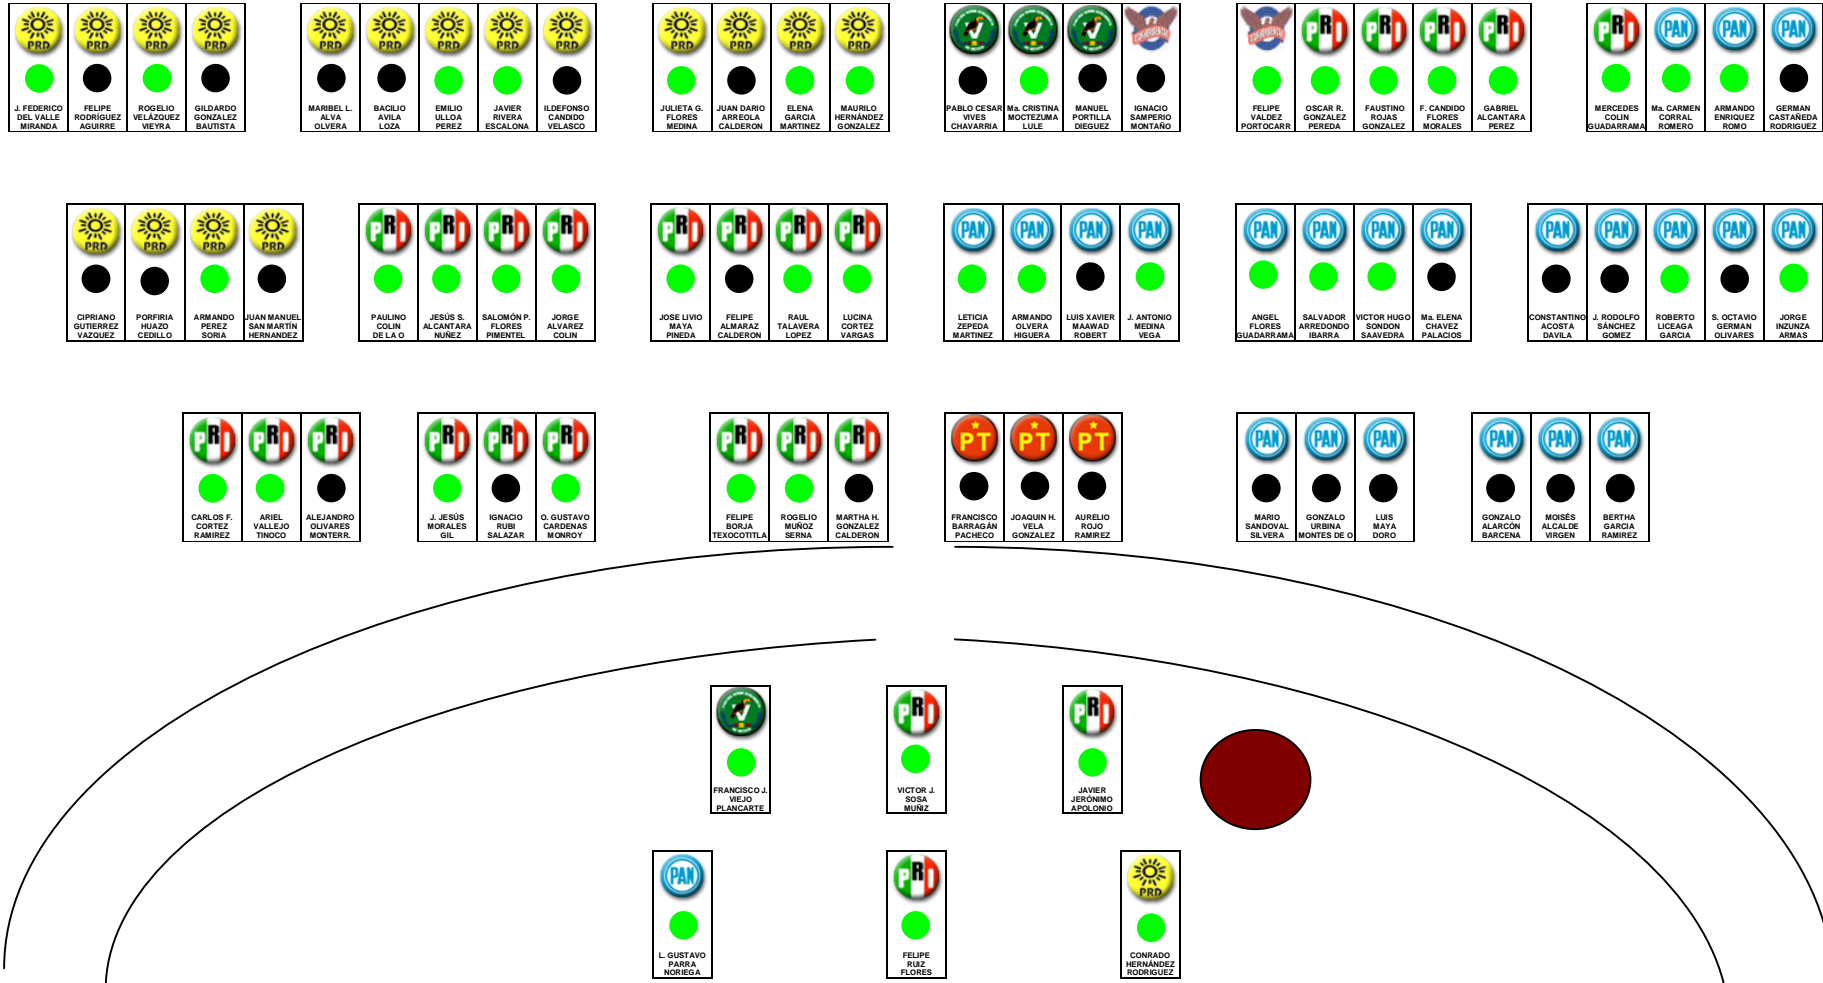 PRD PRD PRD PRD
J. FEDERICO
DEL VALLE
MIRANDA
FELIPE
RODRÍGUEZ
AGUIRRE
ROGELIO
VELÁZQUEZ
VIEYRA
GILDARDO
GONZALEZ
BAUTISTA
PRD PRD PRD PRD PRD
MARIBEL L.
ALVA
OLVERA
BACILIO
AVILA
LOZA
EMILIO
ULLOA
PEREZ
JAVIER
RIVERA
ESCALONA
ILDEFONSO
CANDIDO
VELASCO
PRD PRD PRD PRD
JULIETA G.
FLORES
MEDINA
JUAN DARIO
ARREOLA
CALDERON
ELENA
GARCIA
MARTINEZ
MAURILO
HERNÁNDEZ
GONZALEZ
CONVERGENCIA
PABLO CESAR
VIVES
CHAVARRIA
Ma. CRISTINA
MOCTEZUMA
LULE
MANUEL
PORTILLA
DIEGUEZ
IGNACIO
SAMPERIO
MONTAÑO
CONVERGENCIA PRI PRI PRI PRI
FELIPE
VALDEZ
PORTOCARR
OSCAR R.
GONZALEZ
PEREDA
FAUSTINO
ROJAS
GONZALEZ
F. CANDIDO
FLORES
MORALES
GABRIEL
ALCANTARA
PEREZ
PRI PAN PAN PAN
MERCEDES
COLIN
GUADARRAMA
Ma. CARMEN
CORRAL
ROMERO
ARMANDO
ENRIQUEZ
ROMO
GERMAN
CASTAÑEDA
RODRIGUEZ
PRD PRD PRD PRD
CIPRIANO
GUTIERREZ
VAZQUEZ
PORFIRIA
HUAZO
CEDILLO
ARMANDO
PEREZ
SORIA
JUAN MANUEL
SAN MARTÍN
HERNANDEZ
PRI PRI PRI PRI
PAULINO
COLIN
DE LA O
JESÚS S.
ALCANTARA
NUÑEZ
SALOMÓN P.
FLORES
PIMENTEL
JORGE
ALVAREZ
COLIN
PRI PRI PRI PRI
JOSE LIVIO
MAYA
PINEDA
FELIPE
ALMARAZ
CALDERON
RAUL
TALAVERA
LOPEZ
LUCINA
CORTEZ
VARGAS
PAN PAN PAN PAN
LETICIA
ZEPEDA
MARTINEZ
ARMANDO
OLVERA
HIGUERA
LUIS XAVIER
MAAWAD
ROBERT
J. ANTONIO
MEDINA
VEGA
PAN PAN PAN PAN
ANGEL
FLORES
GUADARRAMA
SALVADOR
ARREDONDO
IBARRA
VICTOR HUGO
SONDON
SAAVEDRA
Ma. ELENA
CHAVEZ
PALACIOS
PAN PAN PAN PAN PAN
CONSTANTINO
ACOSTA
DAVILA
J. RODOLFO
SÁNCHEZ
GOMEZ
ROBERTO
LICEAGA
GARCIA
S. OCTAVIO
GERMAN
OLIVARES
JORGE
INZUNZA
ARMAS
PRI PRI PRI
CARLOS F.
CORTEZ
RAMIREZ
ARIEL
VALLEJO
TINOCO
ALEJANDRO
OLIVARES
MONTERR.
PRI PRI PRI
J. JESÚS
MORALES
GIL
IGNACIO
RUBI
SALAZAR
O. GUSTAVO
CARDENAS
MONROY
PRI PRI PRI
FELIPE
BORJA
TEXOCOTITLA
ROGELIO
MUÑOZ
SERNA
MARTHA H.
GONZALEZ
CALDERON
PT PT PT
FRANCISCO
BARRAGÁN
PACHECO
JOAQUIN H.
VELA
GONZALEZ
AURELIO
ROJO
RAMIREZ
PAN PAN PAN
MARIO
SANDOVAL
SILVERA
GONZALO
URBINA
MONTES DE O
LUIS
MAYA
DORO
PAN PAN PAN
GONZALO
ALARCÓN
BARCENA
MOISÉS
ALCALDE
VIRGEN
BERTHA
GARCIA
RAMIREZ
FRANCISCO J.
VIEJO
PLANCARTE
PRI
VICTOR J.
SOSA
MUÑIZ
PRI
JAVIER
JERÓNIMO
APOLONIO
PAN
L. GUSTAVO
PARRA
NORIEGA
PRI
FELIPE
RUIZ
FLORES
PRD
CONRADO
HERNÁNDEZ
RODRIGUEZ